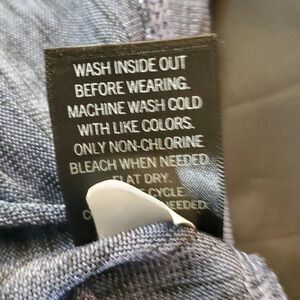 WASH INSIDE OUT
BEFORE WEARING.
MACHINE WASH COLD
WITH LIKE COLORS.
ONLY NON-CHLORINE
BLEACH WHEN NEEDED.
FLAT DRY.
CYCLE